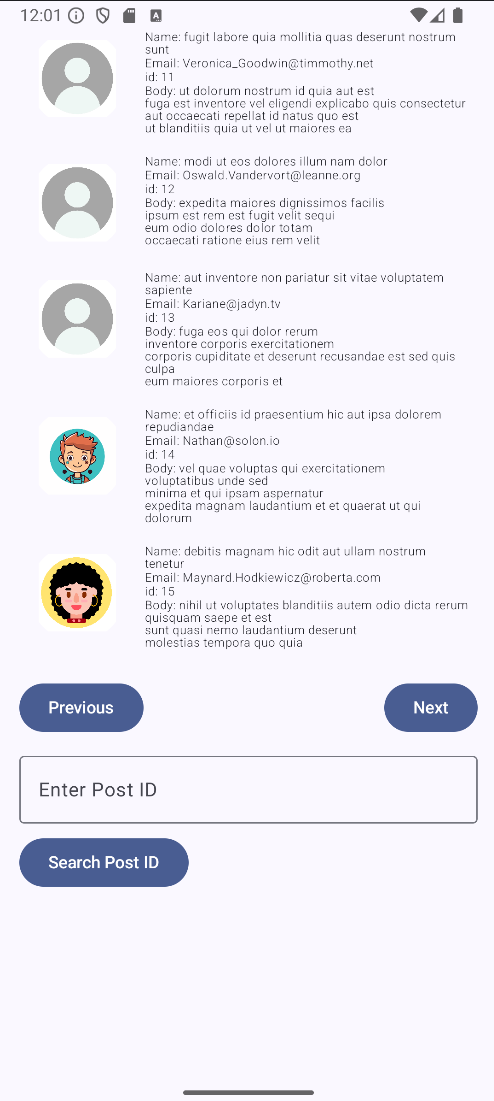 12:01
Name: fugit labore quia mollitia quas deserunt nostrum
sunt
Email: Veronica_Goodwin@timmothy.net
id: 11
Body: ut dolorum nostrum id quia aut est
fuga est inventore vel eligendi explicabo quis consectetur
aut occaecati repellat id natus quo est
ut blanditiis quia ut vel ut maiores ea
Name: modi ut eos dolores illum nam dolor
Email: Oswald.Vandervort@leanne.org
id: 12
Body: expedita maiores dignissimos facilis
ipsum est rem est fugit velit sequi
eum odio dolores dolor totam
occaecati ratione eius rem velit
Name: aut inventore non pariatur sit vitae voluptatem
sapiente
Email: Kariane@jadyn.tv
id: 13
Body: fuga eos qui dolor rerum
inventore corporis exercitationem
corporis cupiditate et deserunt recusandae est sed quis
culpa
eum maiores corporis et
Name: et officiis id praesentium hic aut ipsa dolorem
repudiandae
Email: Nathan@solon.io
id: 14
Body: vel quae voluptas qui exercitationem
voluptatibus unde sed
minima et qui ipsam aspernatur
expedita magnam laudantium et et quaerat ut qui
dolorum
Name: debitis magnam hic odit aut ullam nostrum
tenetur
Email: Maynard.Hodkiewicz@roberta.com
id: 15
Body: nihil ut voluptates blanditiis autem odio dicta rerum
quisquam saepe et est
sunt quasi nemo laudantium deserunt
molestias tempora quo quia
Previous
Next
Enter Post ID
Search Post ID